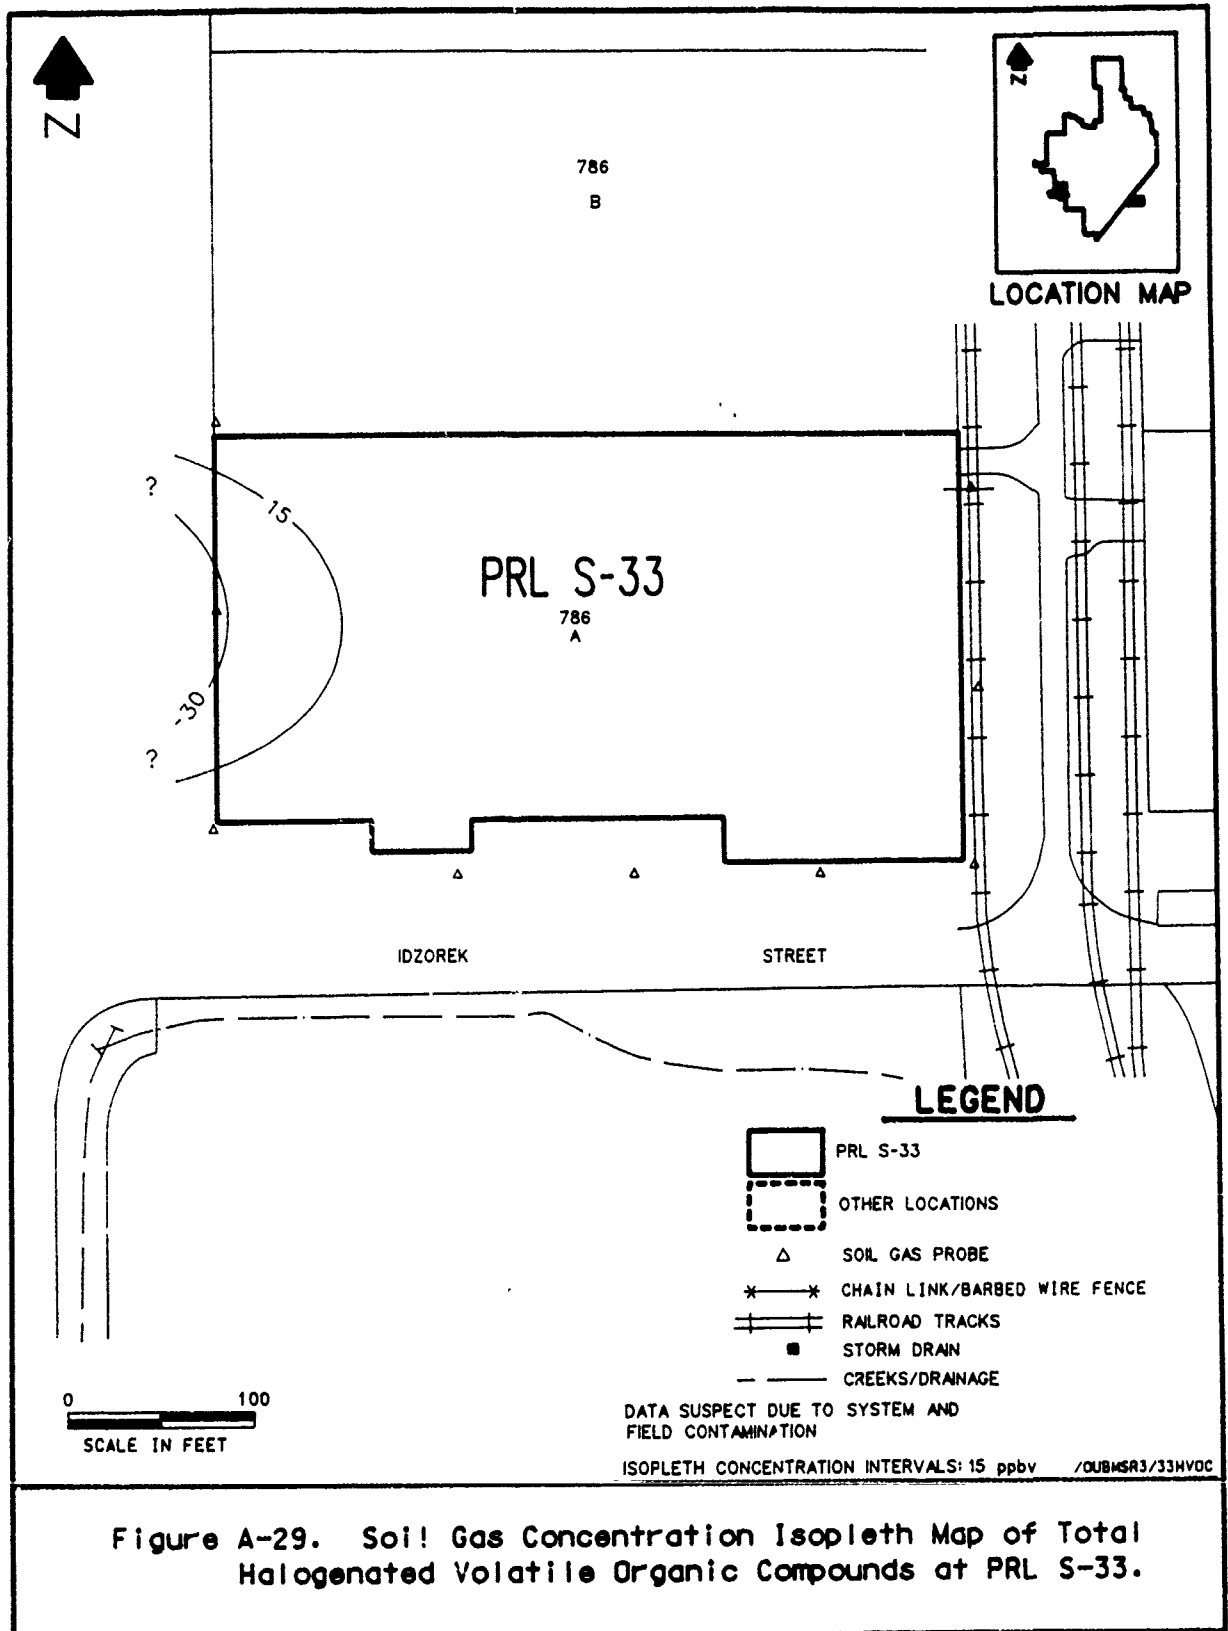 N
786
B
N
LOCATION MAP
?
15
PRL S-33
786
A
-30
?
IDZOREK STREET
LEGEND
PRL S-33
OTHER LOCATIONS
SOIL GAS PROBE
CHAIN LINK/BARBED WIRE FENCE
RAILROAD TRACKS
STORM DRAIN
CREEKS/DRAINAGE
0 100
SCALE IN FEET
DATA SUSPECT DUE TO SYSTEM AND
FIELD CONTAMINATION
ISOPLETH CONCENTRATION INTERVALS: 15 ppbv /OUBMSR3/33HVOC
Figure A-29. Soil Gas Concentration Isopleth Map of Total
Halogenated Volatile Organic Compounds at PRL S-33.